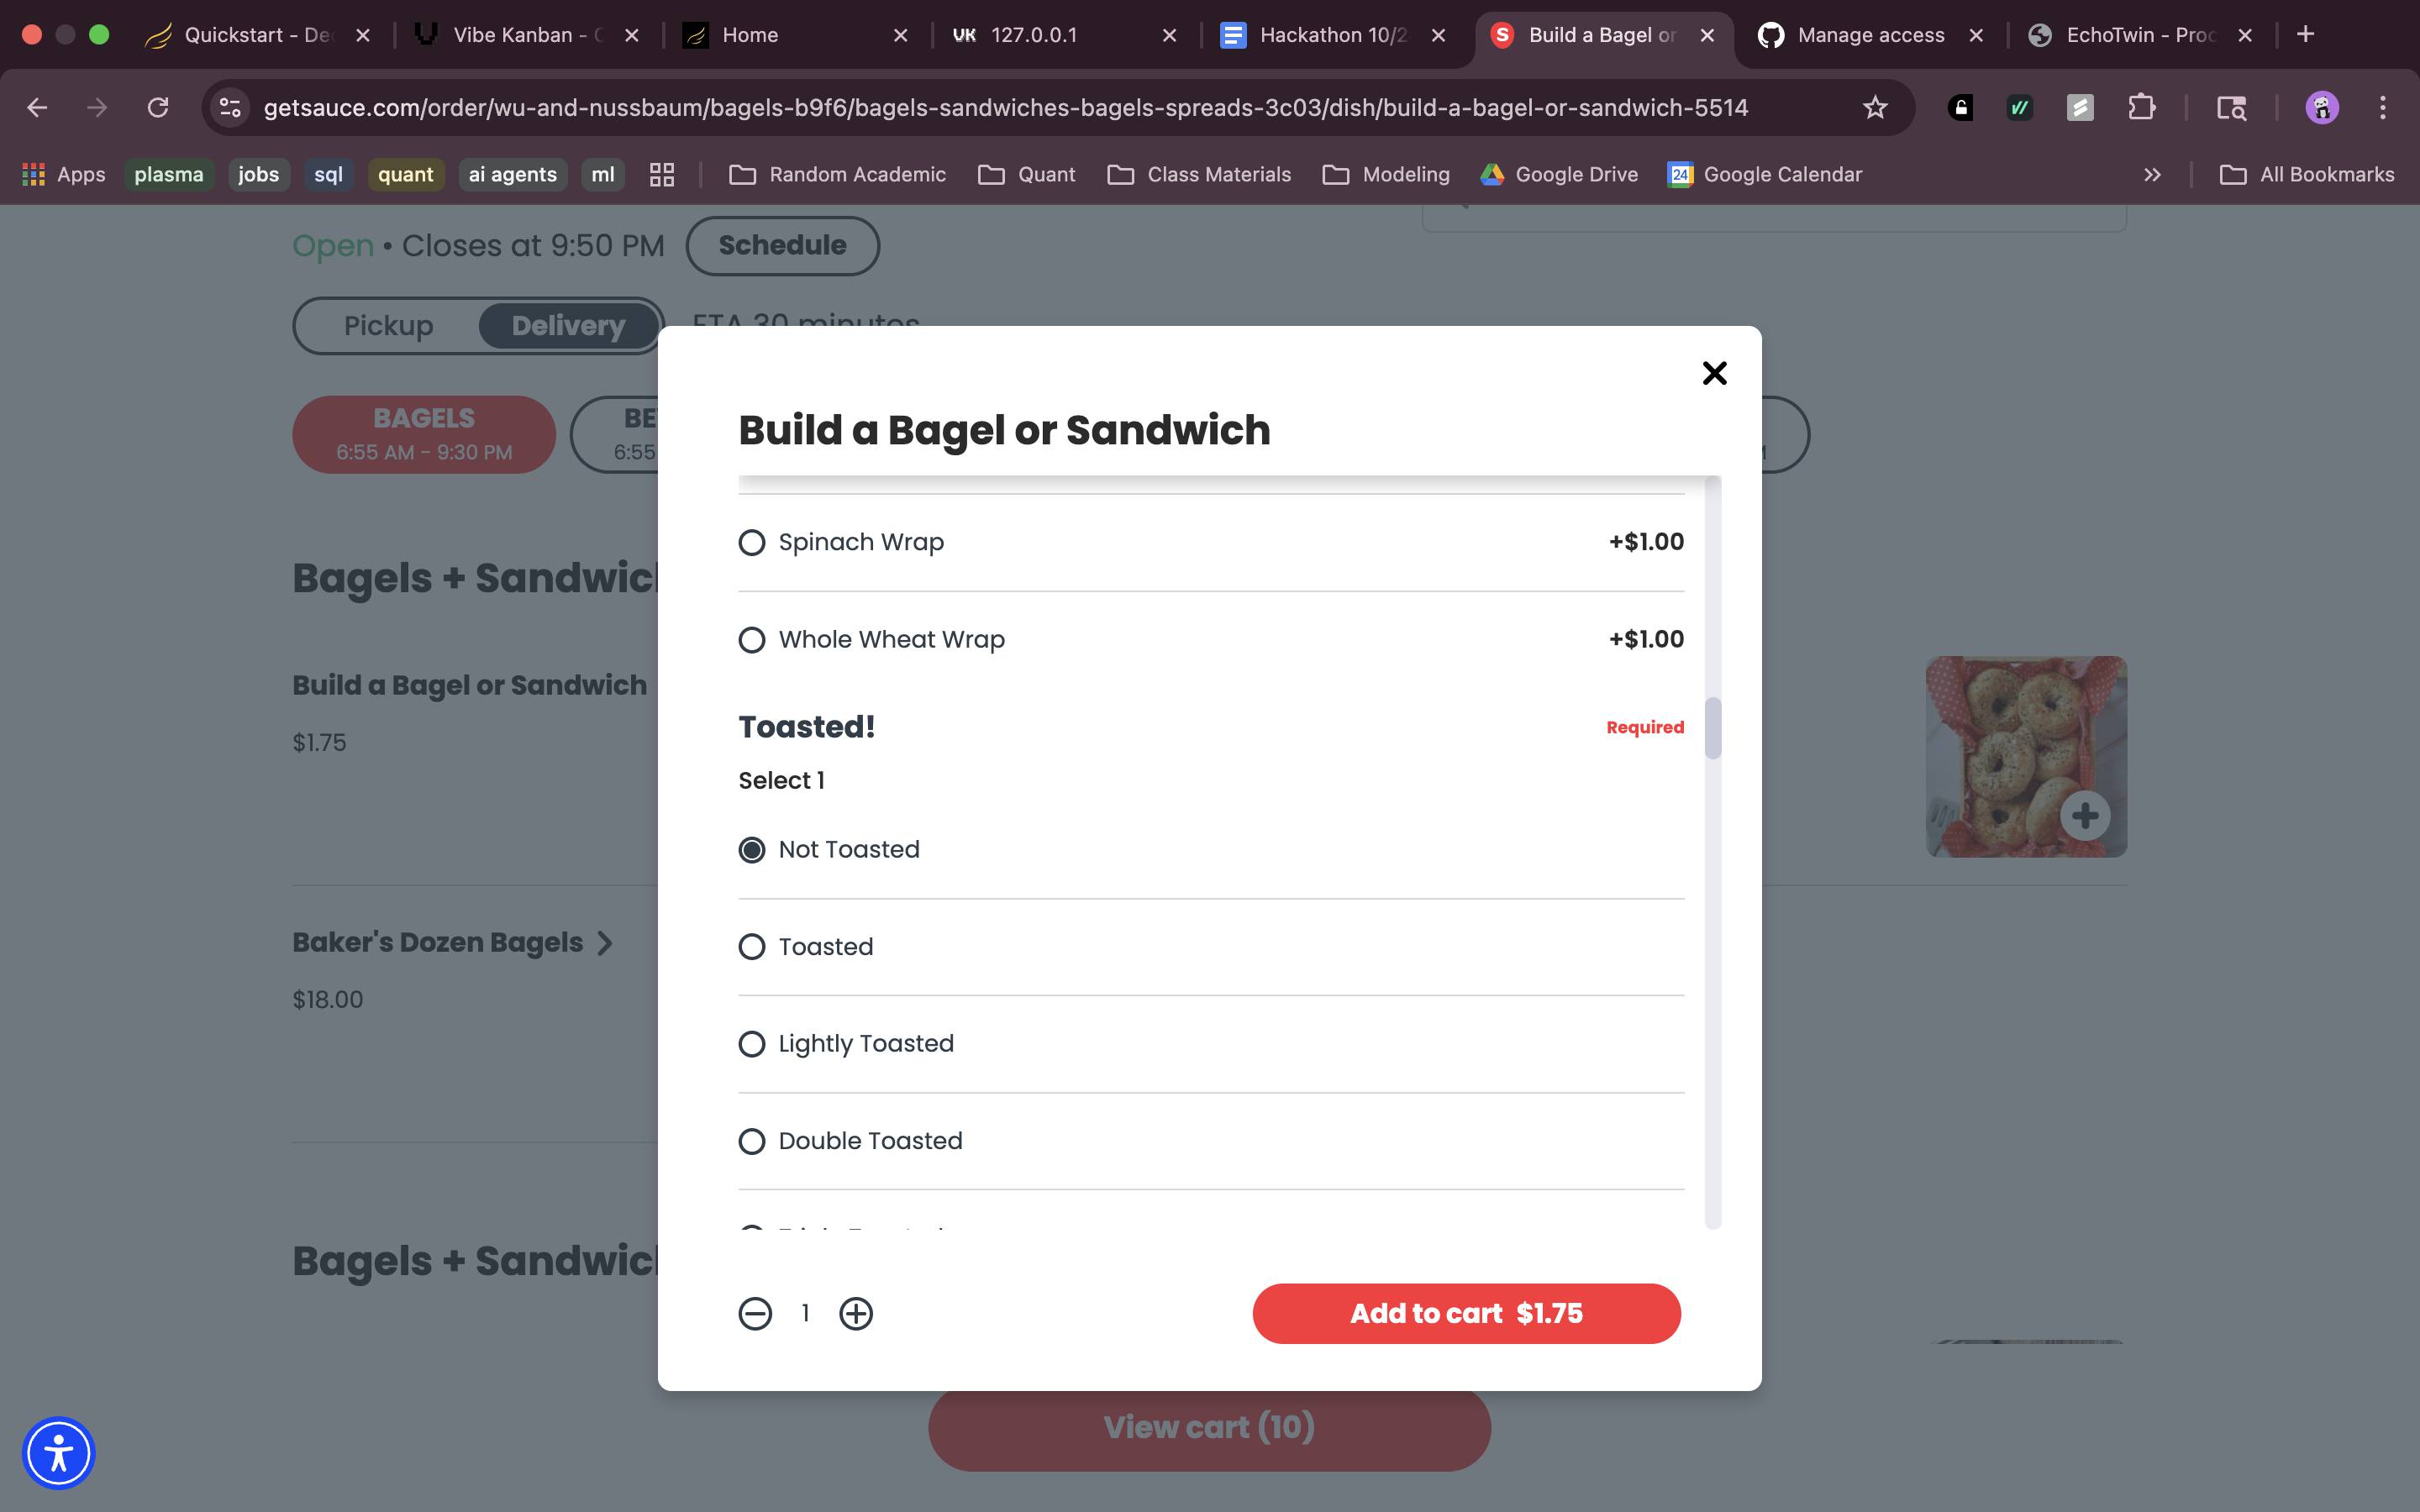 Quickstart - De
Vibe Kanban - C
Home
127.0.0.1
Hackathon 10/2
Build a Bagel or
Manage access
EchoTwin - Proc
getsauce.com/order/wu-and-nussbaum/bagels-b9f6/bagels-sandwiches-bagels-spreads-3c03/dish/build-a-bagel-or-sandwich-5514
Apps
plasma
jobs
sql
quant
ai agents
ml
Random Academic
Quant
Class Materials
Modeling
Google Drive
24
Google Calendar
All Bookmarks
Open • Closes at 9:50 PM
Schedule
Pickup
Delivery
ETA 30 minutes
BAGELS
6:55 AM - 9:30 PM
BE
6:55
Bagels + Sandwic
Build a Bagel or Sandwich
$1.75
Baker's Dozen Bagels
$18.00
Bagels + Sandwic
Build a Bagel or Sandwich
Spinach Wrap +$1.00
Whole Wheat Wrap +$1.00
Toasted! Required
Select 1
Not Toasted
Toasted
Lightly Toasted
Double Toasted
1
Add to cart $1.75
View cart (10)